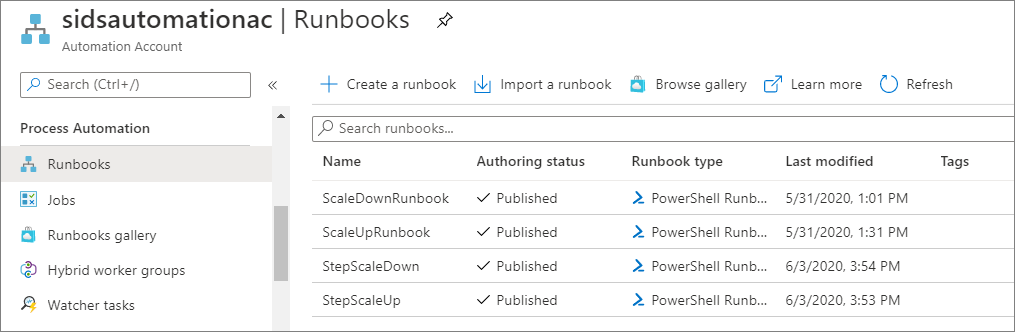 sidsautomationac | Runbooks
Automation Account
Search (Ctrl+/)
«
Create a runbook Import a runbook Browse gallery Learn more Refresh
Process Automation
Search runbooks...
Runbooks
Jobs
Runbooks gallery
Hybrid worker groups
Watcher tasks
Name Authoring status Runbook type Last modified Tags
ScaleDownRunbook Published PowerShell Runb... 5/31/2020, 1:01 PM
ScaleUpRunbook Published PowerShell Runb... 5/31/2020, 1:31 PM
StepScaleDown Published PowerShell Runb... 6/3/2020, 3:54 PM
StepScaleUp Published PowerShell Runb... 6/3/2020, 3:53 PM